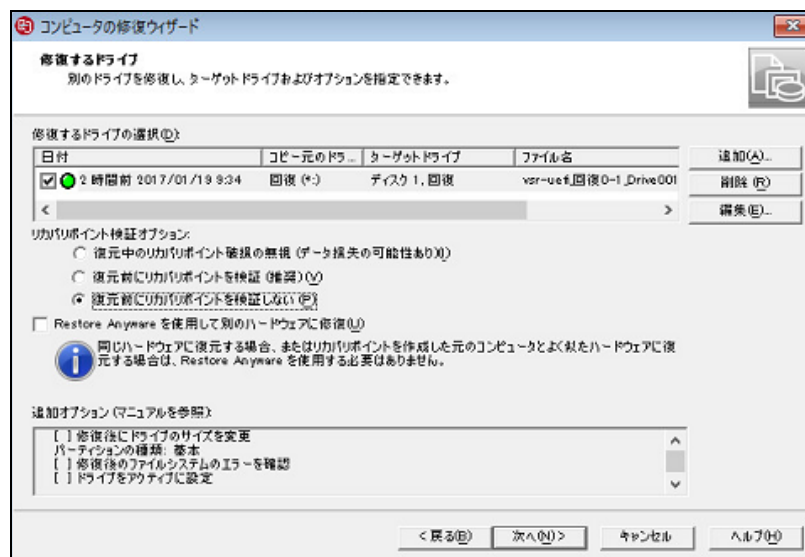 コンピュータの修復ウィザード
修復するドライブ
別のドライブを修復し、ターゲットドライブおよびオプションを指定できます。
修復するドライブの選択(D):
日付 コピー元のドラ... ターゲットドライブ ファイル名
2 時間前 2017/01/19 9:34 回復 (*:) ディスク 1, 回復 vsr-uefi_回復0-1_Drive001
追加(A)...
削除 (R)
編集(E)...
リカバリポイント検証オプション:
復元中のリカバリポイント破損の無視 (データ損失の可能性あり)(I)
復元前にリカバリポイントを検証 (推奨)(V)
復元前にリカバリポイントを検証しない (P)
Restore Anyware を使用して別のハードウェアに修復(U)
同じハードウェアに復元する場合、またはリカバリポイントを作成した元のコンピュータとよく似たハードウェアに復
元する場合は、Restore Anyware を使用する必要はありません。
追加オプション (マニュアルを参照):
[ ] 修復後にドライブのサイズを変更
パーティションの種類: 基本
[ ] 修復後のファイルシステムのエラーを確認
[ ] ドライブをアクティブに設定
< 戻る(B) 次へ(N) > キャンセル ヘルプ(H)